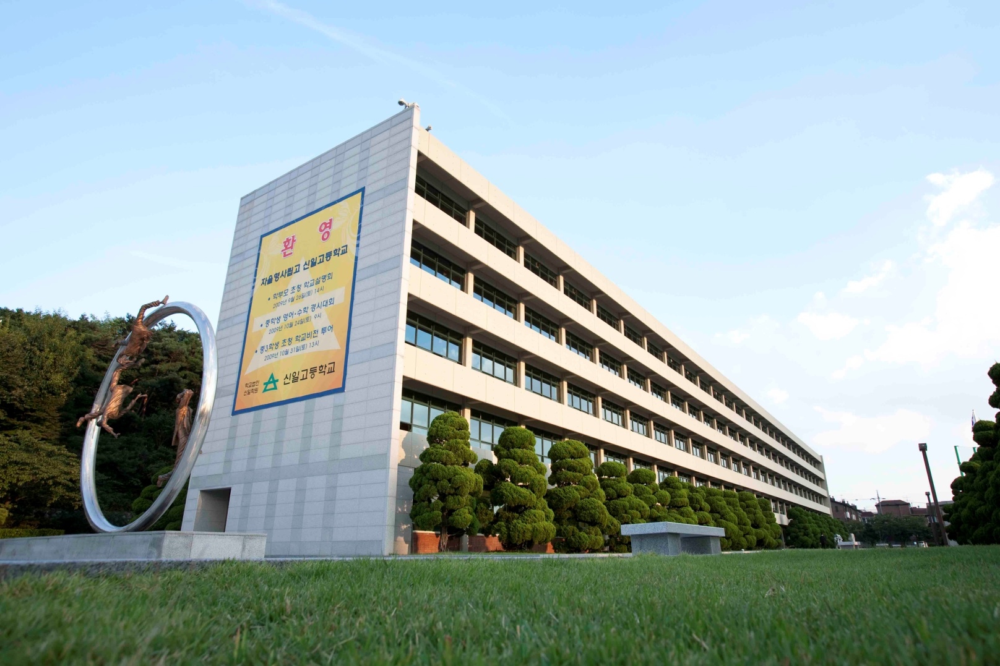 환 영
자율형사립고 신일고등학교
• 학부모 초청 학교설명회
2009년 9월 26일(토) 14시
• 중학생 영어•수학 경시대회
2009년 10월 24일(토) 9시
• 중3학생 초청 학교비전 투어
2009년 10월 31일(토) 13시
학교법인
신일학원
신일고등학교